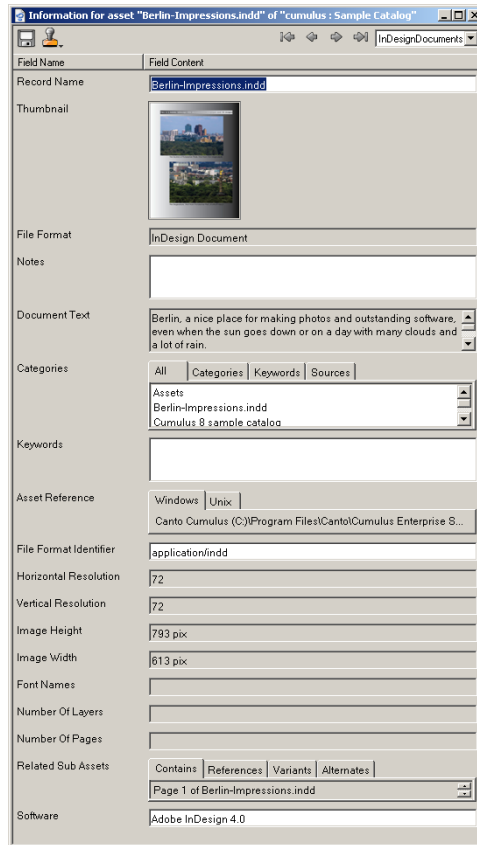 Information for asset "Berlin-Impressions.indd" of "cumulus : Sample Catalog"
InDesignDocuments
Field Name Field Content
Record Name Berlin-Impressions.indd
Thumbnail
File Format InDesign Document
Notes
Document Text Berlin, a nice place for making photos and outstanding software,
even when the sun goes down or on a day with many clouds and
a lot of rain.
Categories All Categories Keywords Sources
Assets
Berlin-Impressions.indd
Cumulus 8 sample catalog
Keywords
Asset Reference Windows Unix
Canto Cumulus (C:)\Program Files\Canto\Cumulus Enterprise S...
File Format Identifier application/indd
Horizontal Resolution 72
Vertical Resolution 72
Image Height 793 pix
Image Width 613 pix
Font Names
Number Of Layers
Number Of Pages
Related Sub Assets Contains References Variants Alternates
Page 1 of Berlin-Impressions.indd
Software Adobe InDesign 4.0